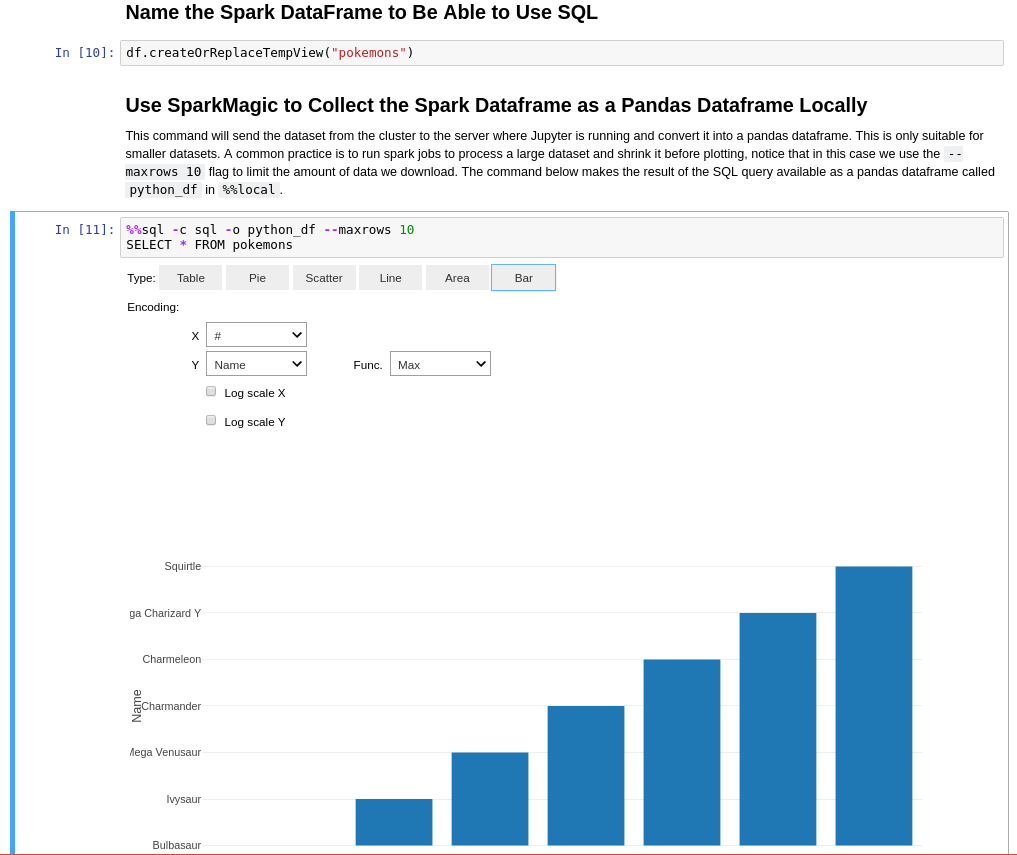 Name the Spark DataFrame to Be Able to Use SQL
In [10]: df.createOrReplaceTempView("pokemons")
Use SparkMagic to Collect the Spark Dataframe as a Pandas Dataframe Locally
This command will send the dataset from the cluster to the server where Jupyter is running and convert it into a pandas dataframe. This is only suitable for
smaller datasets. A common practice is to run spark jobs to process a large dataset and shrink it before plotting, notice that in this case we use the --
maxrows 10 flag to limit the amount of data we download. The command below makes the result of the SQL query available as a pandas dataframe called
python_df in %%local .
In [11]: %%sql -c sql -o python_df --maxrows 10
SELECT * FROM pokemons
Type: Table Pie Scatter Line Area Bar
Encoding:
X #
Y Name Func. Max
Log scale X
Log scale Y
Squirtle
ga Charizard Y
Charmeleon
Name
Charmander
Mega Venusaur
Ivysaur
Bulbasaur